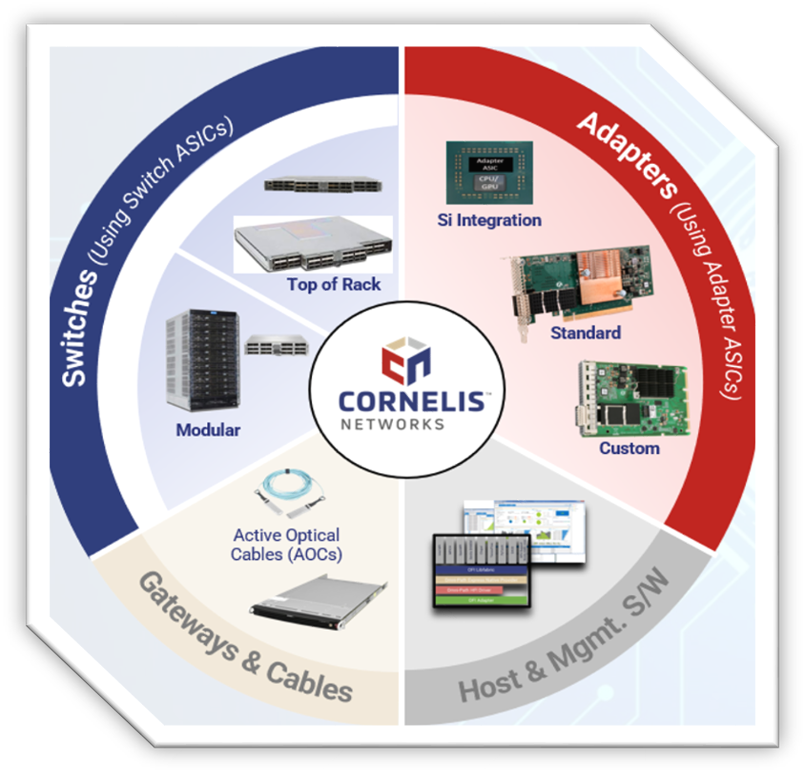 Switches (Using Switch ASICs)
Top of Rack
Modular
Adapters (Using Adapter ASICs)
Adapter
ASIC
CPU/
GPU
Si Integration
Standard
Custom
CORNELIS™
NETWORKS
Active Optical
Cables (AOCs)
Gateways & Cables
Host & Mgmt. S/W